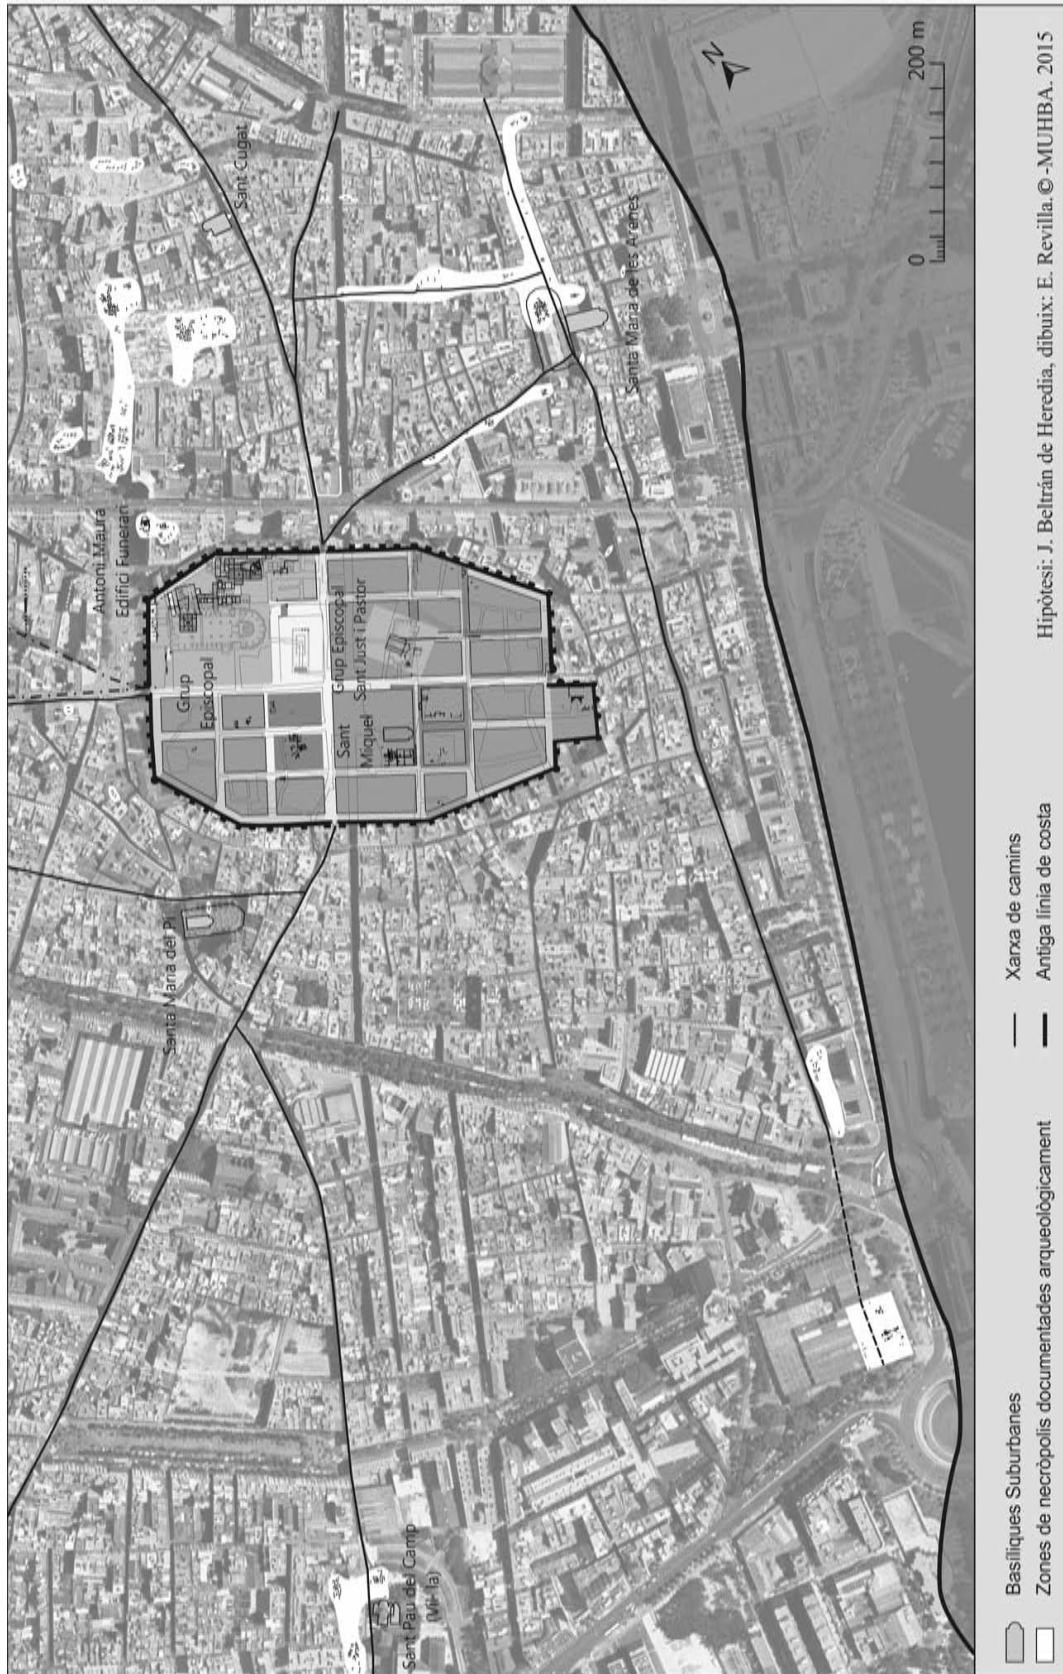 Sant Cugat
N
Santa Maria de les Arenes
0 200 m
Antoni Maura
Edifici Funerari
Grup
Episcopal
Grup Episcopal
Sant Just i Pastor
Sant
Miquel
Santa Maria del Pi
Sant Pau del Camp
(Vil·la)
Basíliques Suburbanes
Zones de necròpolis documentades arqueològicament
Xarxa de camins
Antiga línia de costa
Hipòtesi: J. Beltrán de Heredia, dibuix: E. Revilla.© -MUHBA. 2015